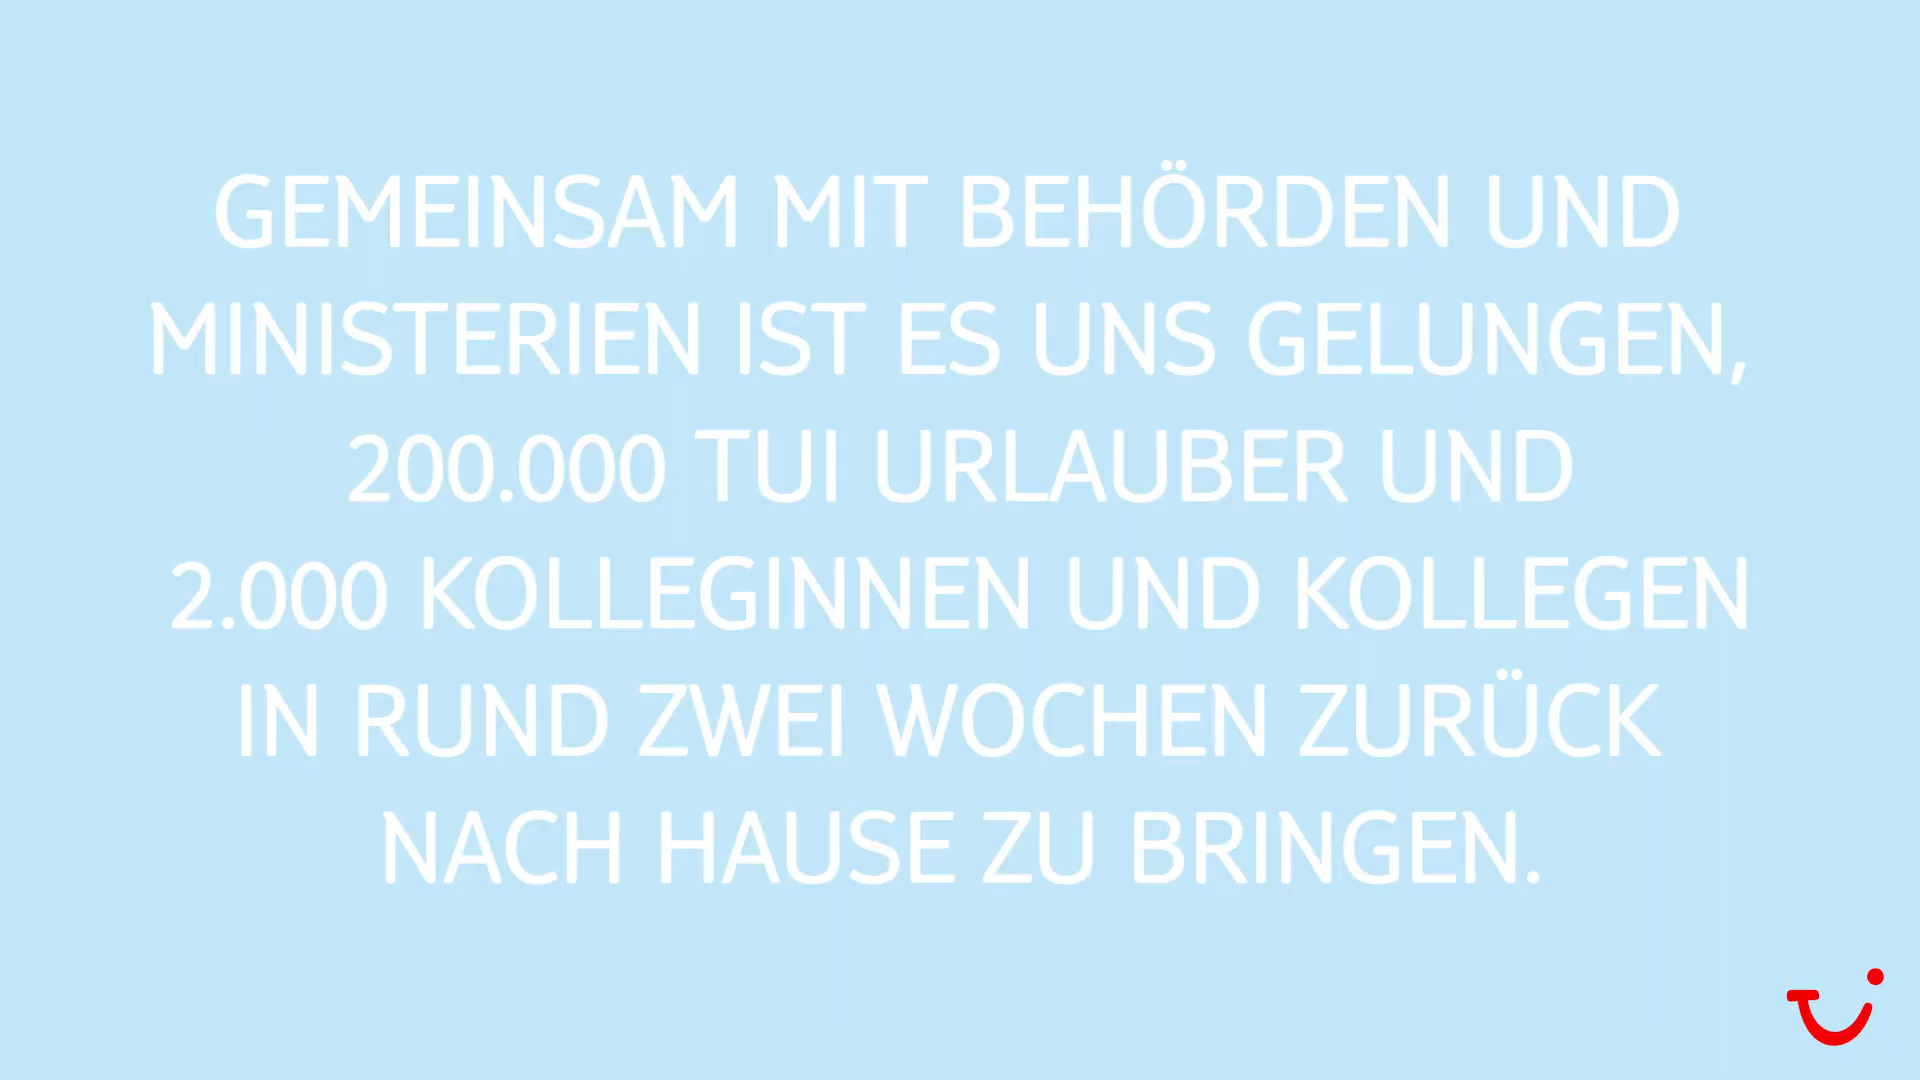 GEMEINSAM MIT BEHÖRDEN UND
MINISTERIEN IST ES UNS GELUNGEN,
200.000 TUI URLAUBER UND
2.000 KOLLEGINNEN UND KOLLEGEN
IN RUND ZWEI WOCHEN ZURÜCK
NACH HAUSE ZU BRINGEN.